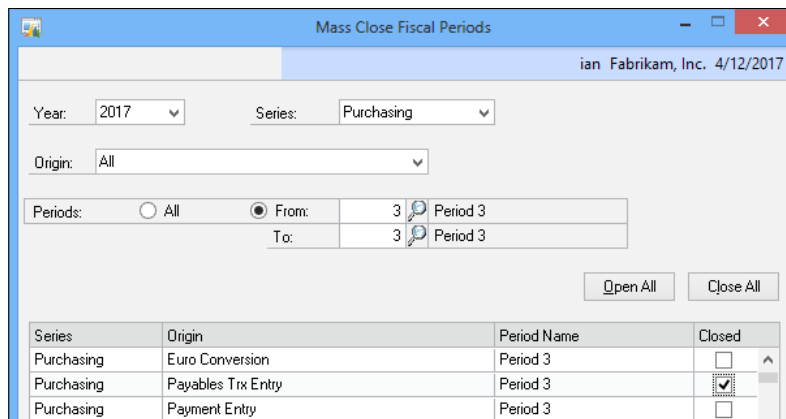 Mass Close Fiscal Periods
ian Fabrikam, Inc. 4/12/2017
Year: 2017 Series: Purchasing
Origin: All
Periods: All From: 3 Period 3
To: 3 Period 3
Open All Close All
Series Origin Period Name Closed
Purchasing Euro Conversion Period 3
Purchasing Payables Trx Entry Period 3
Purchasing Payment Entry Period 3